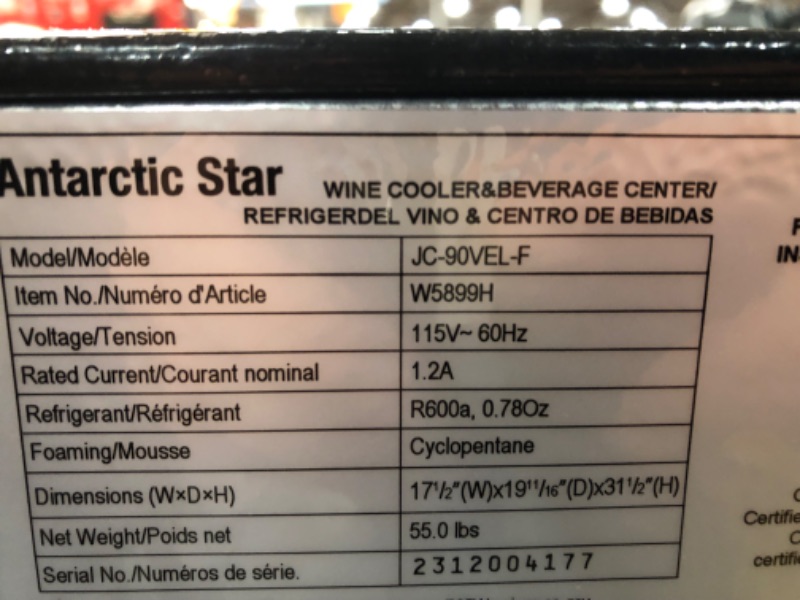 Antarctic Star
WINE COOLER&BEVERAGE CENTER/
REFRIGERDEL VINO & CENTRO DE BEBIDAS
Model/Modèle JC-90VEL-F
Item No./Numéro d'Article W5899H
Voltage/Tension 115V~ 60Hz
Rated Current/Courant nominal 1.2A
Refrigerant/Réfrigérant R600a, 0.78Oz
Foaming/Mousse Cyclopentane
Dimensions (W×D×H) 17¹/₂"(W)x19¹¹/₁₆"(D)x31¹/₂"(H)
Net Weight/Poids net 55.0 lbs
Serial No./Numéros de série. 2312004177
F
IN
C
Certifie
C
certifi